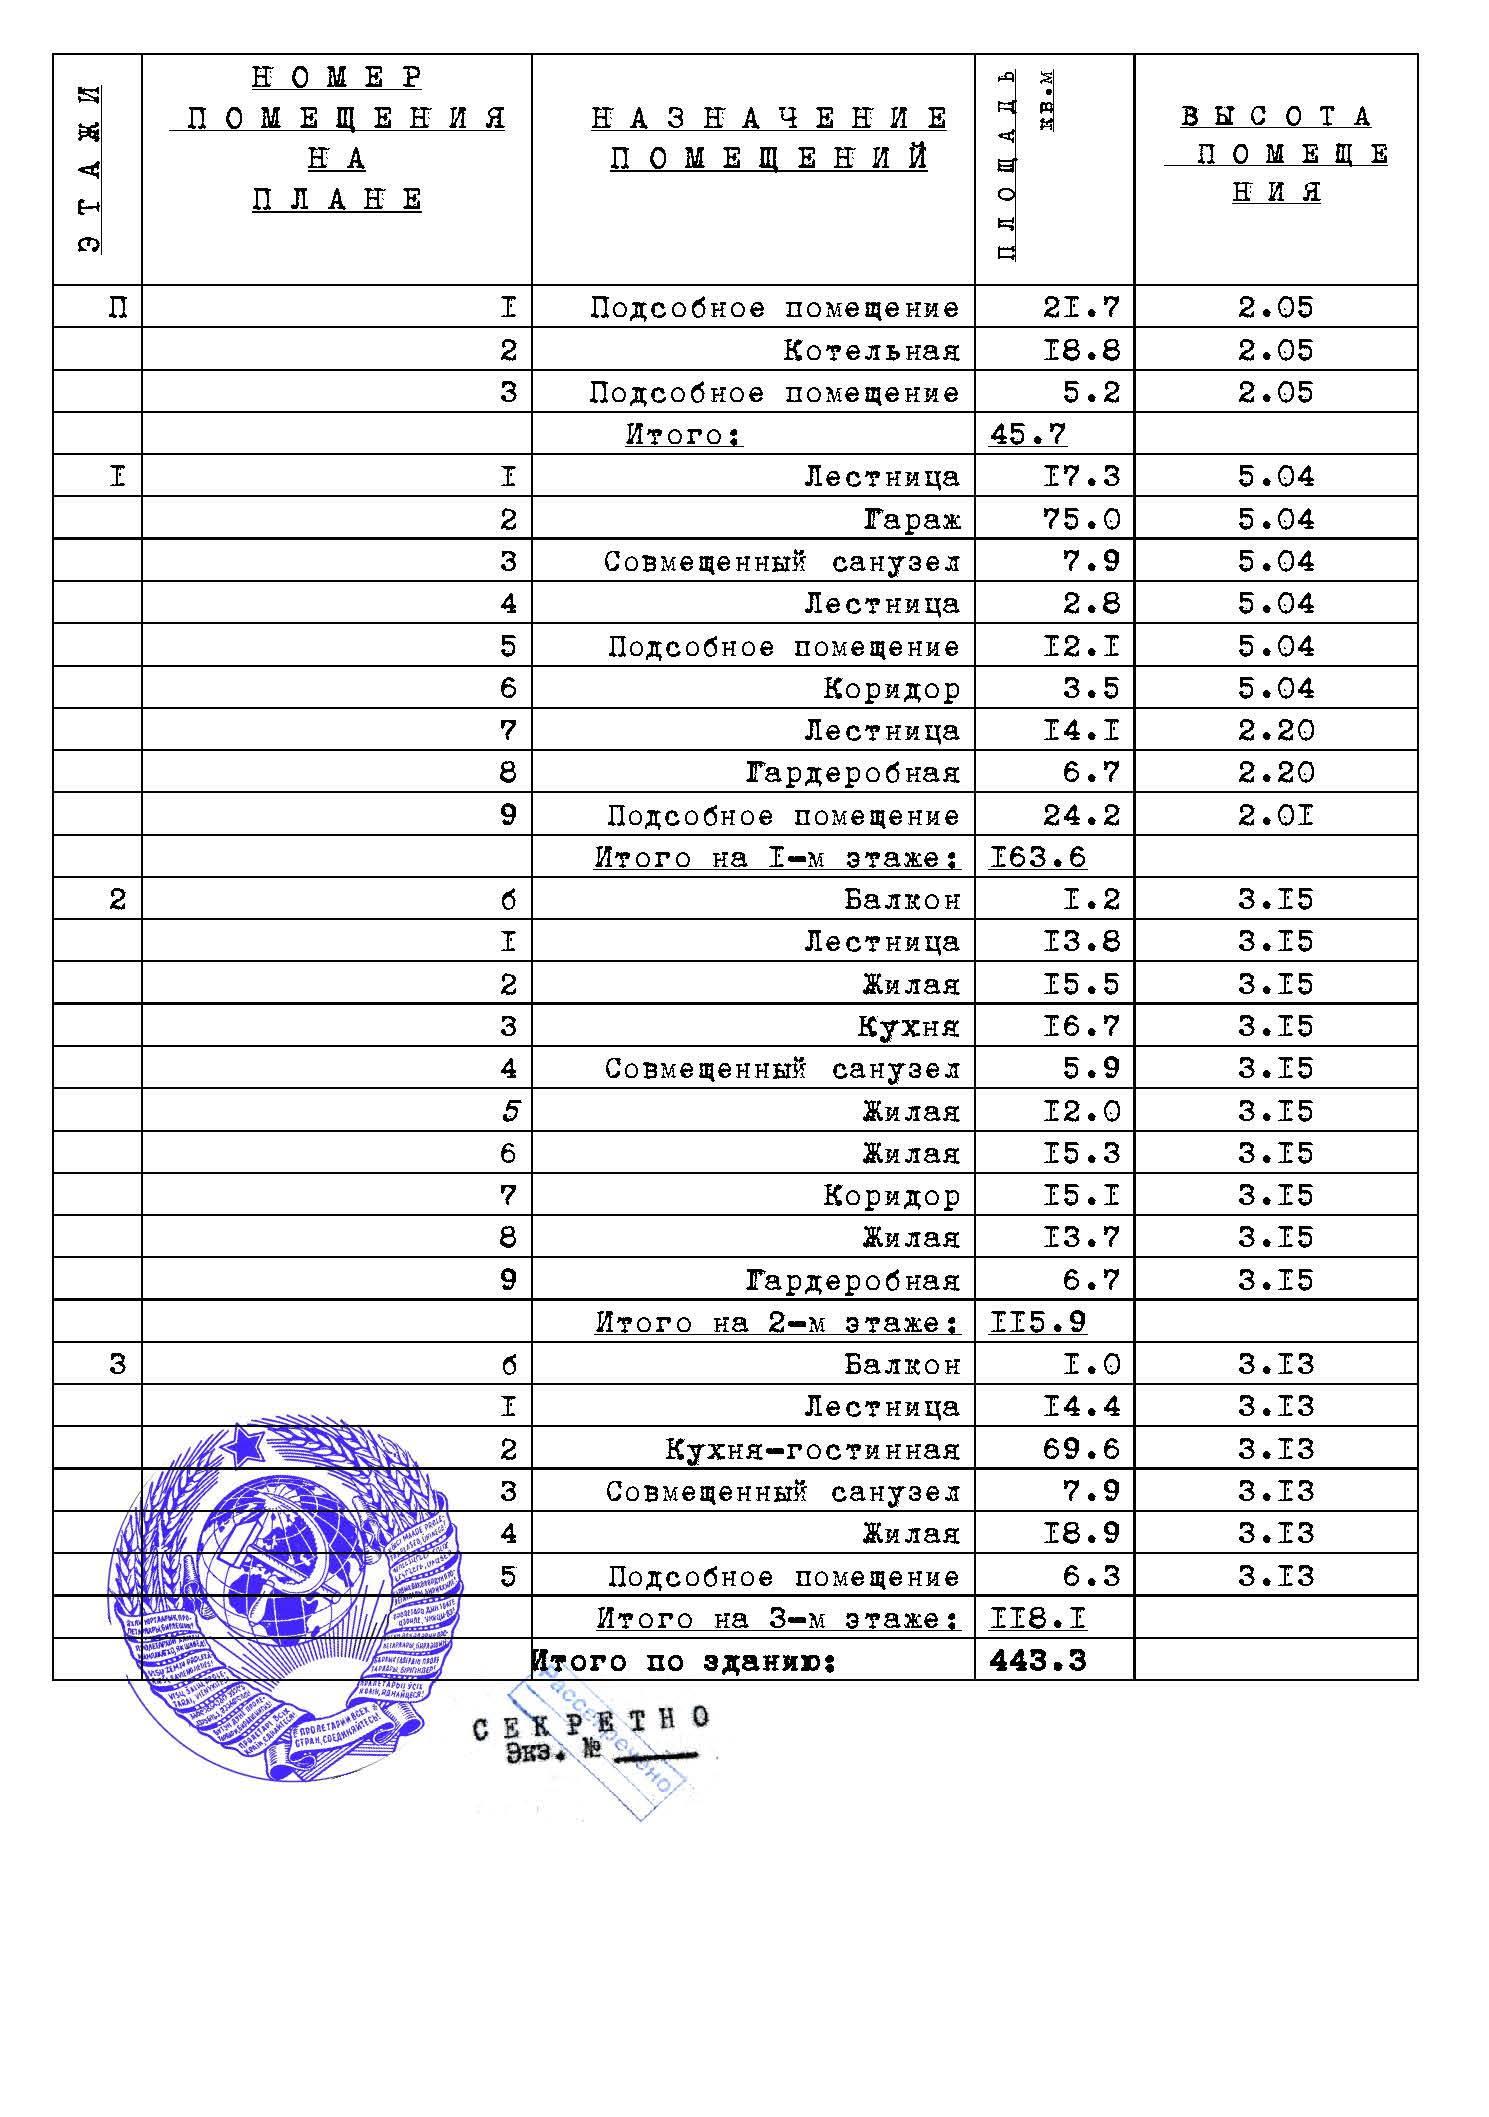 ЭТАЖИ
НОМЕР
ПОМЕЩЕНИЯ
НА
ПЛАНЕ
НАЗНАЧЕНИЕ
ПОМЕЩЕНИЙ
ПЛОЩАДЬ
кв.м
ВЫСОТА
ПОМЕЩЕ
НИЯ
П I Подсобное помещение 2I.7 2.05
2 Котельная I8.8 2.05
3 Подсобное помещение 5.2 2.05
Итого: 45.7
I I Лестница I7.3 5.04
2 Гараж 75.0 5.04
3 Совмещенный санузел 7.9 5.04
4 Лестница 2.8 5.04
5 Подсобное помещение I2.I 5.04
6 Коридор 3.5 5.04
7 Лестница I4.I 2.20
8 Гардеробная 6.7 2.20
9 Подсобное помещение 24.2 2.0I
Итого на I-м этаже: I63.6
2 б Балкон I.2 3.I5
I Лестница I3.8 3.I5
2 Жилая I5.5 3.I5
3 Кухня I6.7 3.I5
4 Совмещенный санузел 5.9 3.I5
5 Жилая I2.0 3.I5
6 Жилая I5.3 3.I5
7 Коридор I5.I 3.I5
8 Жилая I3.7 3.I5
9 Гардеробная 6.7 3.I5
Итого на 2-м этаже: II5.9
3 б Балкон I.0 3.I3
I Лестница I4.4 3.I3
2 Кухня-гостинная 69.6 3.I3
3 Совмещенный санузел 7.9 3.I3
4 Жилая I8.9 3.I3
5 Подсобное помещение 6.3 3.I3
Итого на 3-м этаже: II8.I
Итого по зданию: 443.3
ПРОЛЕТАРИИ ВСЕХ
СТРАН, СОЕДИНЯЙТЕСЬ!
СЕКРЕТНО
Экз. №
Рассекречено